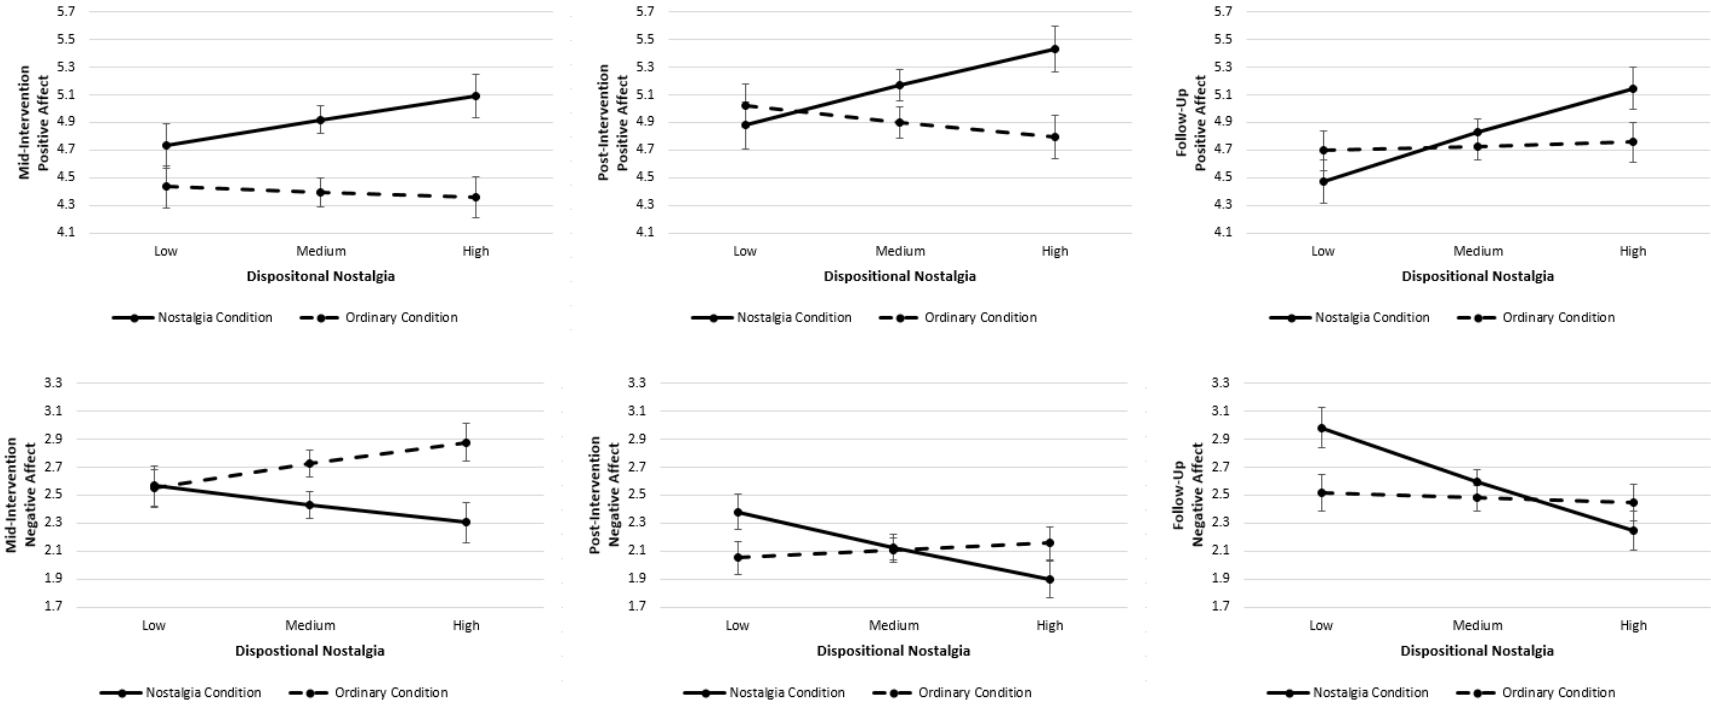 5.7
5.5
5.3
5.1
4.9
4.7
4.5
4.3
4.1
Mid-Intervention
Positive Affect
Low Medium High
Dispositonal Nostalgia
Nostalgia Condition Ordinary Condition
5.7
5.5
5.3
5.1
4.9
4.7
4.5
4.3
4.1
Post-Intervention
Positive Affect
Low Medium High
Dispositional Nostalgia
Nostalgia Condition Ordinary Condition
5.7
5.5
5.3
5.1
4.9
4.7
4.5
4.3
4.1
Follow-Up
Positive Affect
Low Medium High
Dispositional Nostalgia
Nostalgia Condition Ordinary Condition
3.3
3.1
2.9
2.7
2.5
2.3
2.1
1.9
1.7
Mid-Intervention
Negative Affect
Low Medium High
Dispostional Nostalgia
Nostalgia Condition Ordinary Condition
3.3
3.1
2.9
2.7
2.5
2.3
2.1
1.9
1.7
Post-Intervention
Negative Affect
Low Medium High
Dispositional Nostalgia
Nostalgia Condition Ordinary Condition
3.3
3.1
2.9
2.7
2.5
2.3
2.1
1.9
1.7
Follow-Up
Negative Affect
Low Medium High
Dispositional Nostalgia
Nostalgia Condition Ordinary Condition